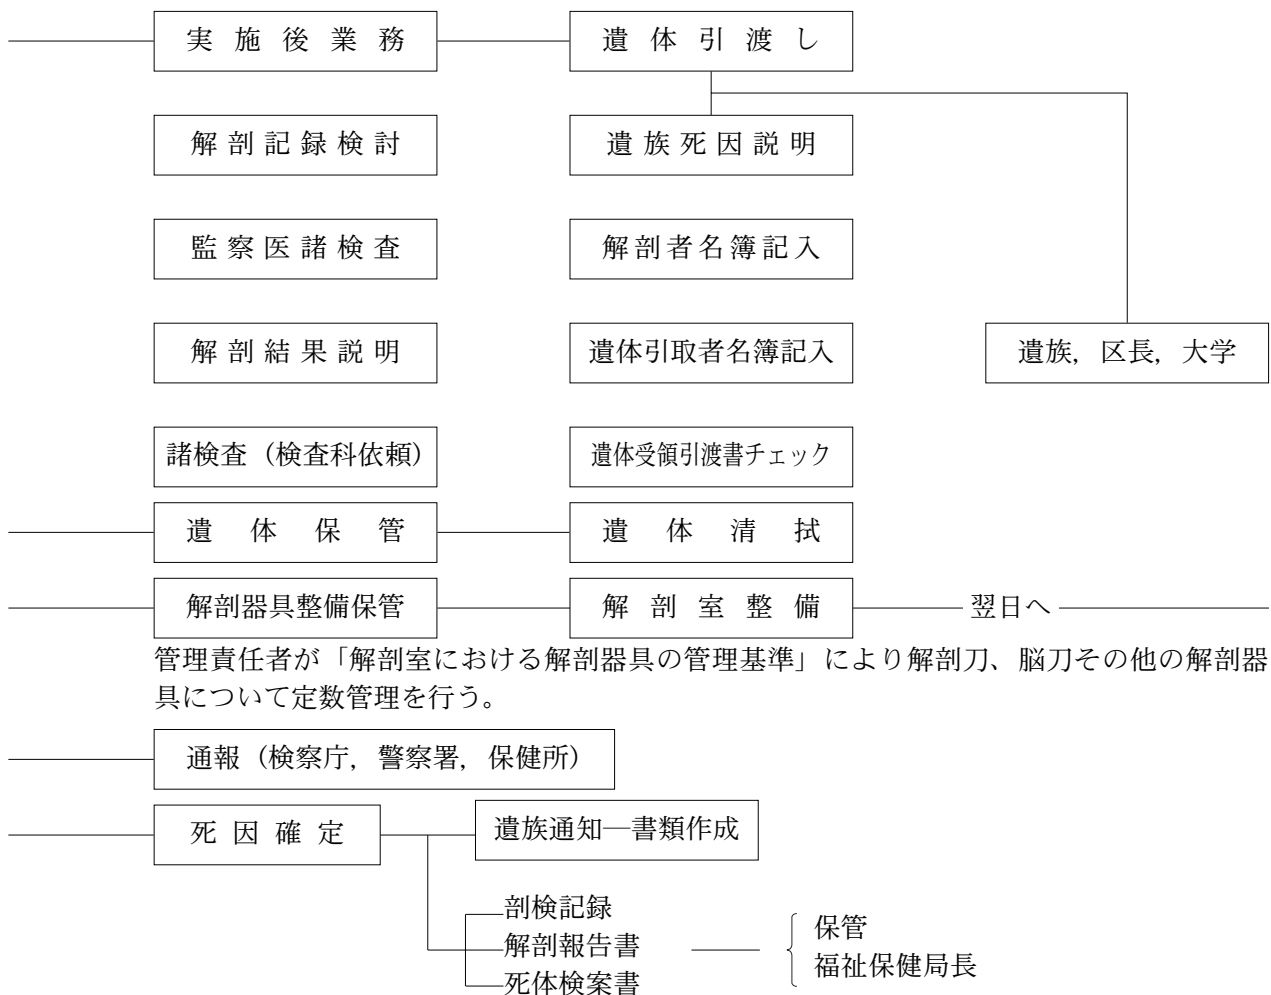 実施後業務 遺体引渡し
解剖記録検討 遺族死因説明
監察医諸検査 解剖者名簿記入
解剖結果説明 遺体引取者名簿記入 遺族，区長，大学
諸検査（検査科依頼） 遺体受領引渡書チェック
遺体保管 遺体清拭
解剖器具整備保管 解剖室整備 翌日へ
管理責任者が「解剖室における解剖器具の管理基準」により解剖刀、脳刀その他の解剖器
具について定数管理を行う。
通報（検察庁，警察署，保健所）
死因確定 遺族通知―書類作成
剖検記録
解剖報告書
死体検案書
保管
福祉保健局長